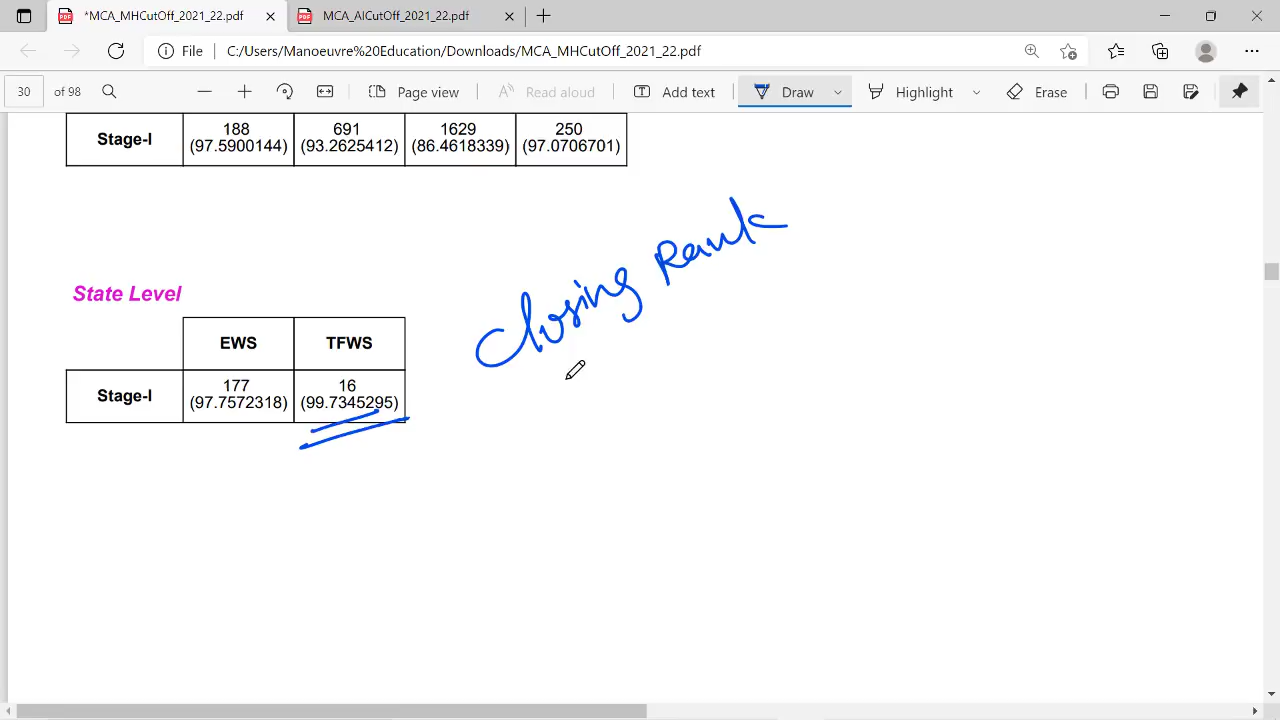 *MCA_MHCutOff_2021_22.pdf
MCA_AICutOff_2021_22.pdf
File C:/Users/Manoeuvre%20Education/Downloads/MCA_MHCutOff_2021_22.pdf
30 of 98 Page view Read aloud Add text Draw Highlight Erase
Stage-I 188 691 1629 250
(97.5900144) (93.2625412) (86.4618339) (97.0706701)
Closing Rank
State Level
EWS TFWS
Stage-I 177 16
(97.7572318) (99.7345295)